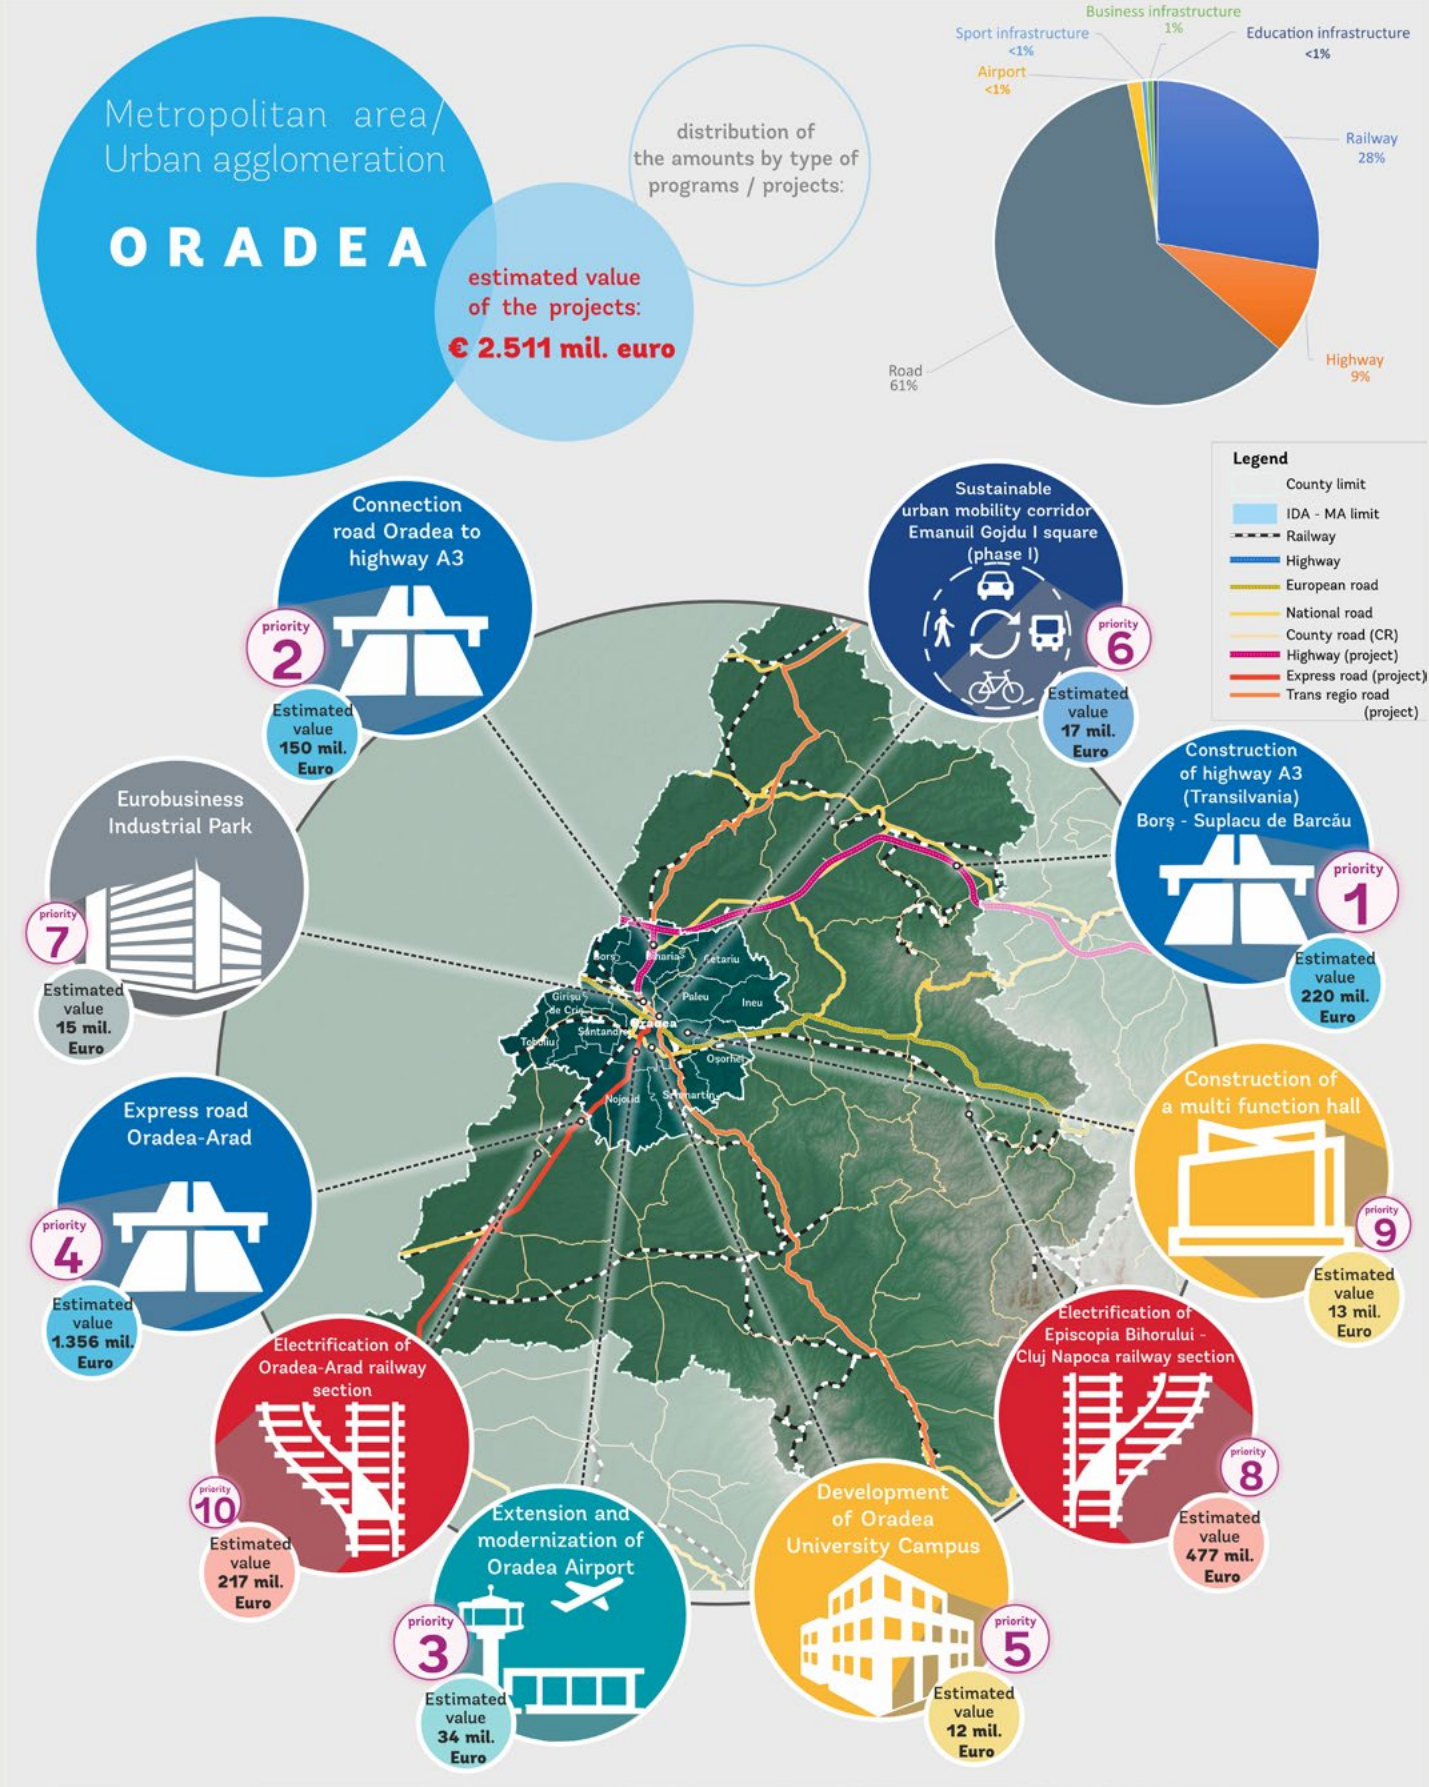 Metropolitan area/
Urban agglomeration
ORADEA
estimated value
of the projects:
€ 2.511 mil. euro
distribution of
the amounts by type of
programs / projects:
Business infrastructure
1%
Sport infrastructure
<1%
Education infrastructure
<1%
Airport
<1%
Railway
28%
Highway
9%
Road
61%
Legend
County limit
IDA - MA limit
Railway
Highway
European road
National road
County road (CR)
Highway (project)
Express road (project)
Trans regio road
(project)
Connection
road Oradea to
highway A3
priority
2
Estimated
value
150 mil.
Euro
Sustainable
urban mobility corridor
Emanuil Gojdu I square
(phase I)
priority
6
Estimated
value
17 mil.
Euro
Construction
of highway A3
(Transilvania)
Borș - Suplacu de Barcău
priority
1
Estimated
value
220 mil.
Euro
Eurobusiness
Industrial Park
priority
7
Estimated
value
15 mil.
Euro
Borș
Biharia
Cetariu
Girișu
de Criș
Paleu
Ineu
Sântandrei
Oradea
Toboliu
Oșorhei
Nojorid
Sânmartin
Express road
Oradea-Arad
priority
4
Estimated
value
1.356 mil.
Euro
Construction of
a multi function hall
priority
9
Estimated
value
13 mil.
Euro
Electrification of
Oradea-Arad railway
section
priority
10
Estimated
value
217 mil.
Euro
Electrification of
Episcopia Bihorului -
Cluj Napoca railway section
priority
8
Estimated
value
477 mil.
Euro
Extension and
modernization of
Oradea Airport
priority
3
Estimated
value
34 mil.
Euro
Development
of Oradea
University Campus
priority
5
Estimated
value
12 mil.
Euro